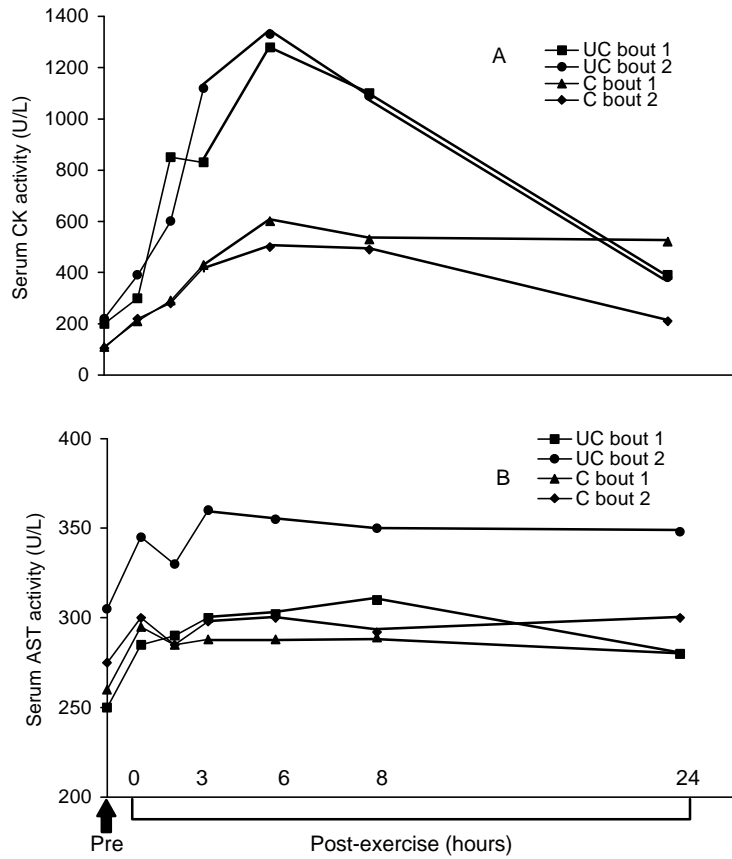 1400
1200
1000
800
600
400
200
0
Serum CK activity (U/L)
A
UC bout 1
UC bout 2
C bout 1
C bout 2
400
350
300
250
200
Serum AST activity (U/L)
B
UC bout 1
UC bout 2
C bout 1
C bout 2
0 3 6 8 24
Pre Post-exercise (hours)